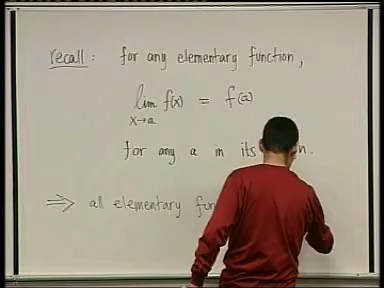 recall : for any elementary function,
lim f(x) = f(a)
x→a
for any a in its
⇒ all elementary